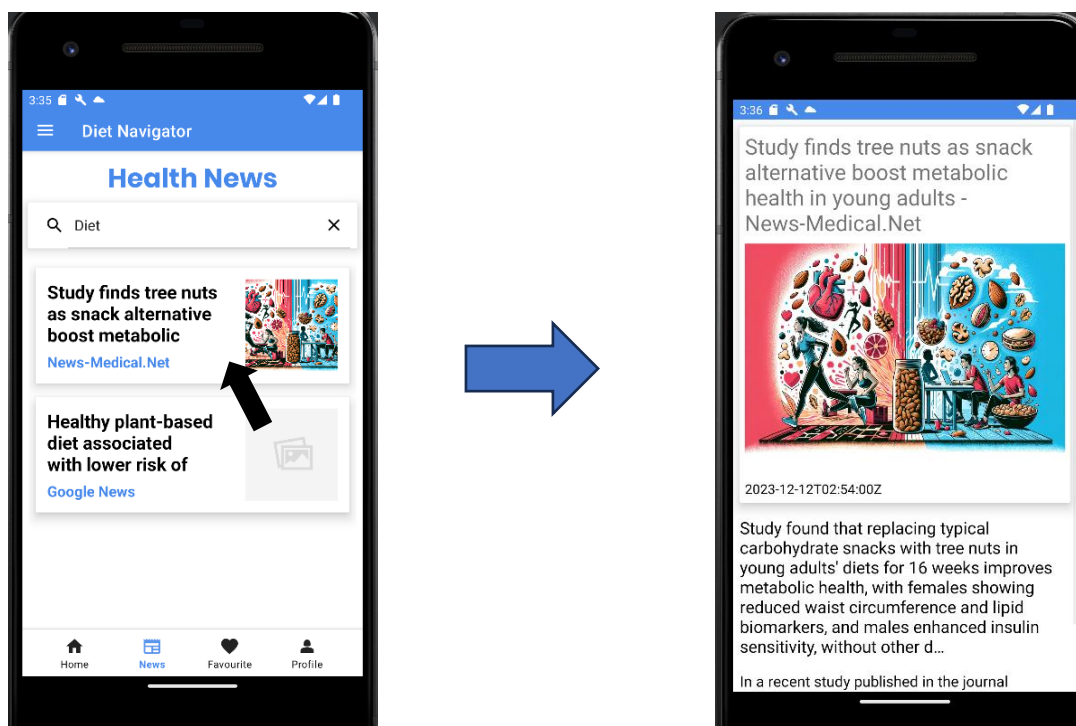 3:35
Diet Navigator
Health News
Diet
Study finds tree nuts
as snack alternative
boost metabolic
News-Medical.Net
Healthy plant-based
diet associated
with lower risk of
Google News
Home News Favourite Profile
3:36
Study finds tree nuts as snack
alternative boost metabolic
health in young adults -
News-Medical.Net
2023-12-12T02:54:00Z
Study found that replacing typical
carbohydrate snacks with tree nuts in
young adults' diets for 16 weeks improves
metabolic health, with females showing
reduced waist circumference and lipid
biomarkers, and males enhanced insulin
sensitivity, without other d…
In a recent study published in the journal